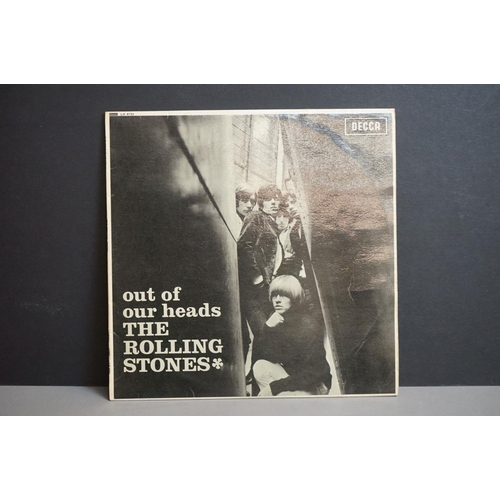 DECCA
out of
our heads
THE
ROLLING
STONES